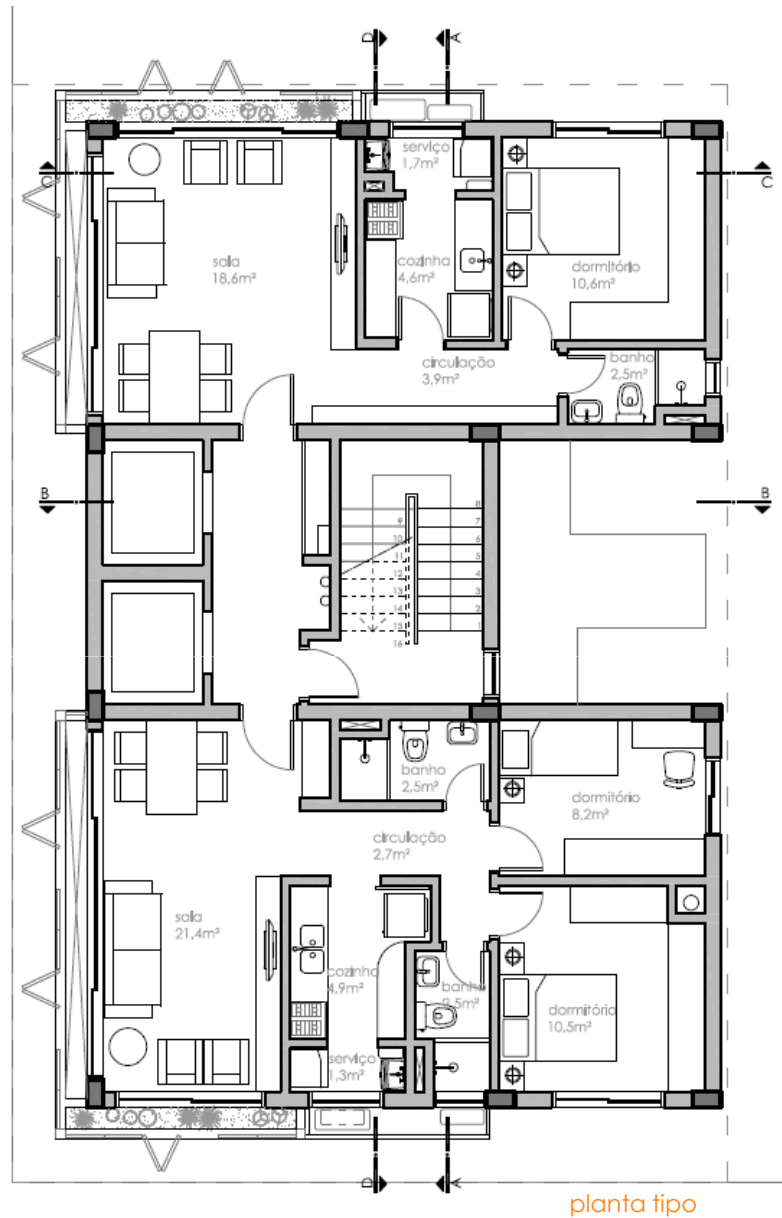 D
A
serviço
1,7m²
C
C
sala
18,6m²
cozinha
4,6m²
dormitório
10,6m²
circulação
3,9m²
banho
2,5m²
B
B
8
9
7
10
6
11
5
12
4
13
3
14
2
15
1
16
banho
2,5m²
dormitório
8,2m²
circulação
2,7m²
sala
21,4m²
cozinha
4,9m²
banho
2,5m²
dormitório
10,5m²
serviço
1,3m²
D
A
planta tipo